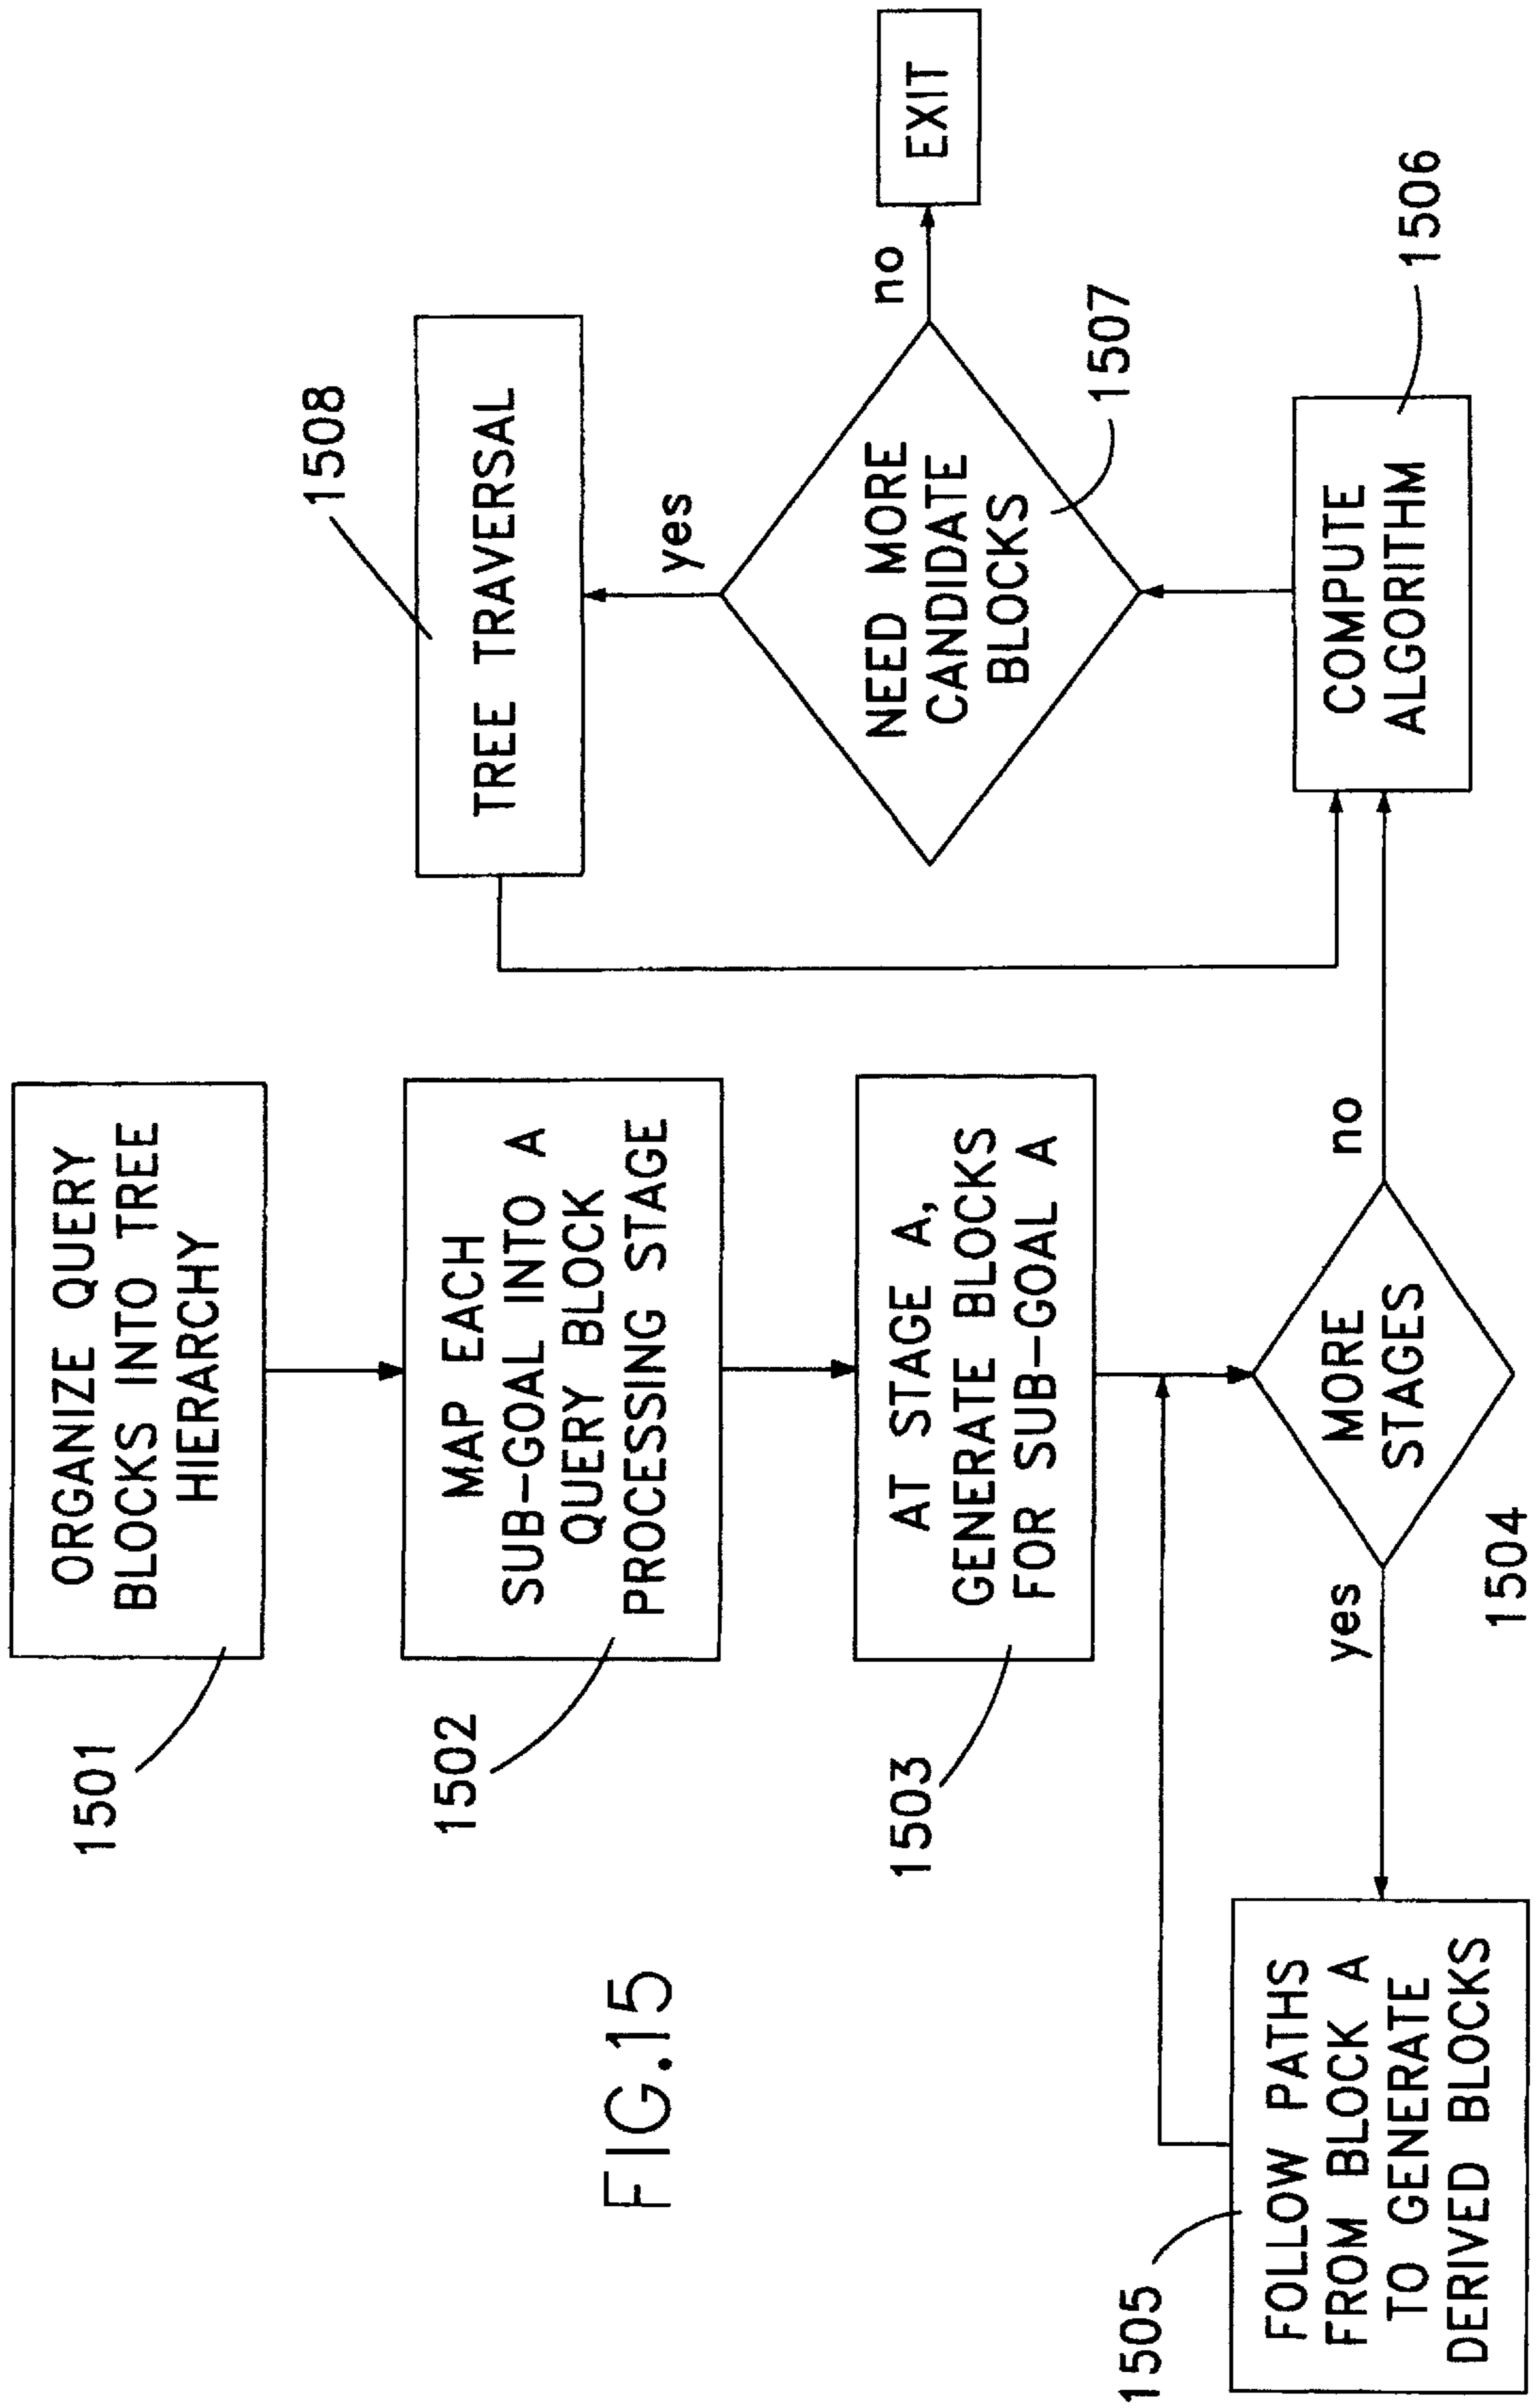 1501
ORGANIZE QUERY
BLOCKS INTO TREE
HIERARCHY
1502
MAP EACH
SUB-GOAL INTO A
QUERY BLOCK
PROCESSING STAGE
1503
AT STAGE A,
GENERATE BLOCKS
FOR SUB-GOAL A
MORE
STAGES
1504
yes
no
1505
FOLLOW PATHS
FROM BLOCK A
TO GENERATE
DERIVED BLOCKS
COMPUTE
ALGORITHM
1506
NEED MORE
CANDIDATE
BLOCKS
1507
yes
no
TREE TRAVERSAL
1508
EXIT
FIG.15